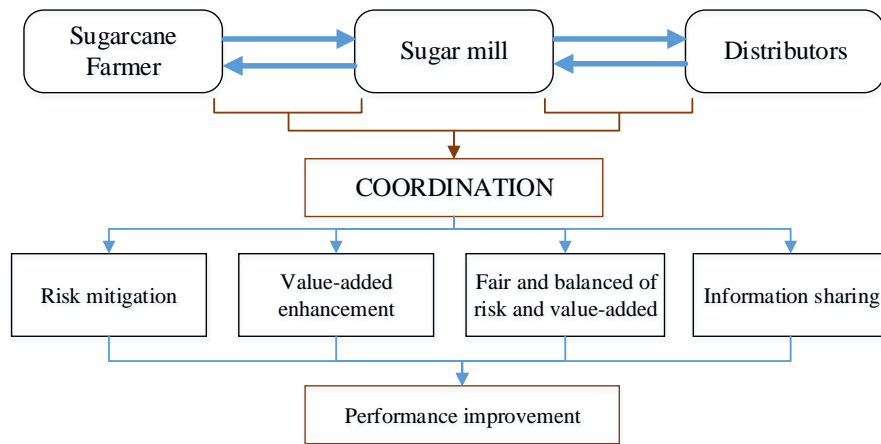 Sugarcane
Farmer
Sugar mill
Distributors
COORDINATION
Risk mitigation
Value-added
enhancement
Fair and balanced of
risk and value-added
Information sharing
Performance improvement